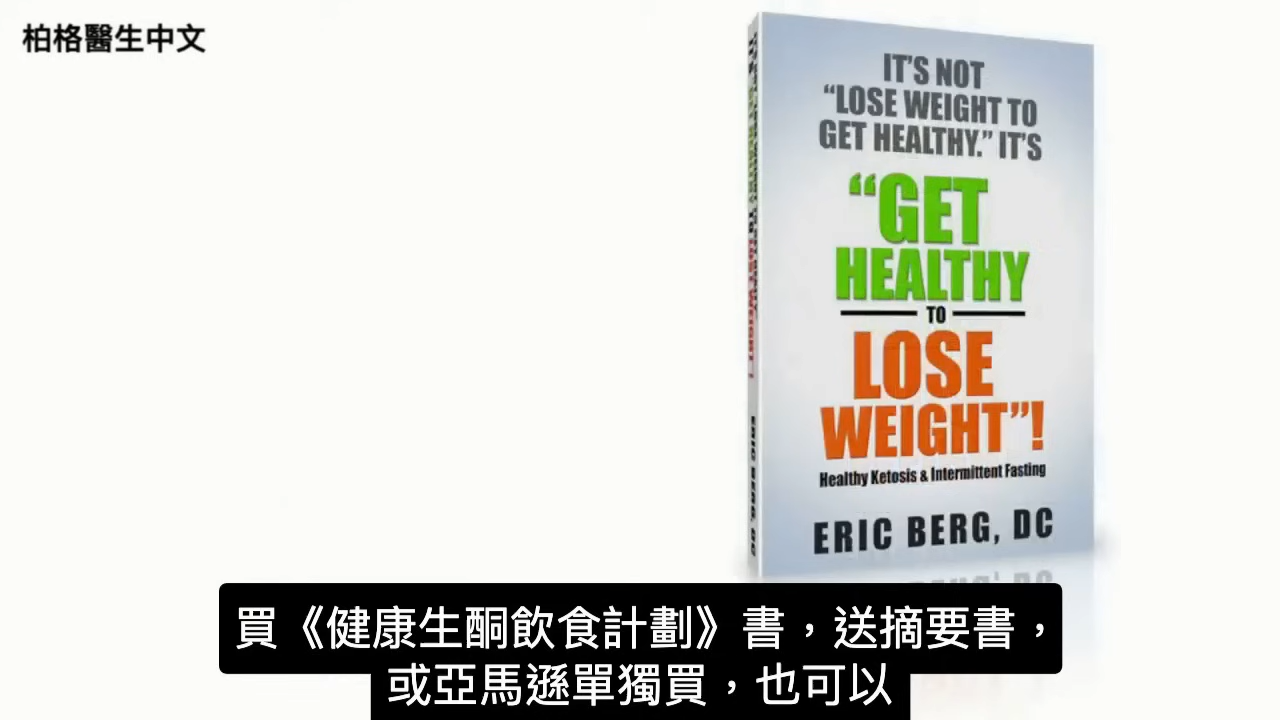 柏格醫生中文
IT'S NOT
“LOSE WEIGHT TO
GET HEALTHY.” IT'S
“GET
HEALTHY
TO
LOSE
WEIGHT”!
Healthy Ketosis & Intermittent Fasting
ERIC BERG, DC
買《健康生酮飲食計劃》書，送摘要書，
或亞馬遜單獨買，也可以